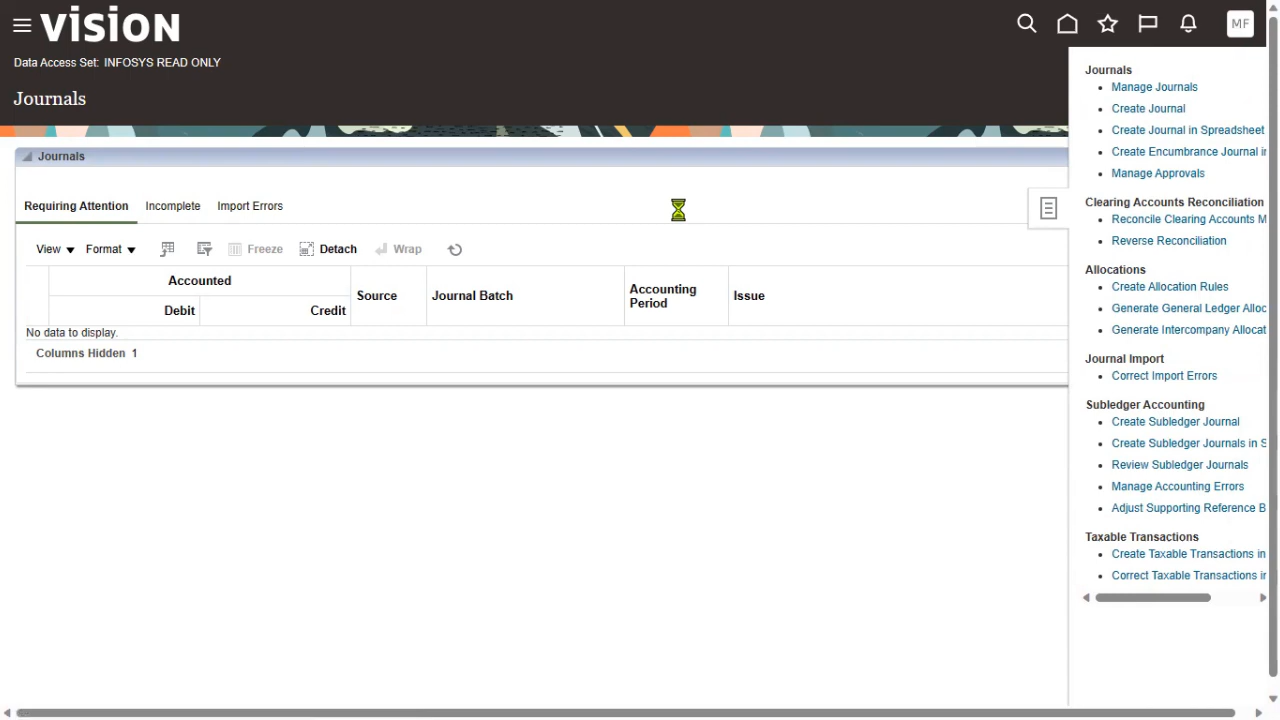 vision
MF
Data Access Set: INFOSYS READ ONLY
Journals
Journals
Requiring Attention
Incomplete
Import Errors
View
Format
Freeze
Detach
Wrap
Accounted
Debit
Credit
Source
Journal Batch
Accounting
Period
Issue
No data to display.
Columns Hidden 1
Journals
Manage Journals
Create Journal
Create Journal in Spreadsheet
Create Encumbrance Journal in
Manage Approvals
Clearing Accounts Reconciliation
Reconcile Clearing Accounts M
Reverse Reconciliation
Allocations
Create Allocation Rules
Generate General Ledger Alloc
Generate Intercompany Allocat
Journal Import
Correct Import Errors
Subledger Accounting
Create Subledger Journal
Create Subledger Journals in S
Review Subledger Journals
Manage Accounting Errors
Adjust Supporting Reference B
Taxable Transactions
Create Taxable Transactions in
Correct Taxable Transactions in